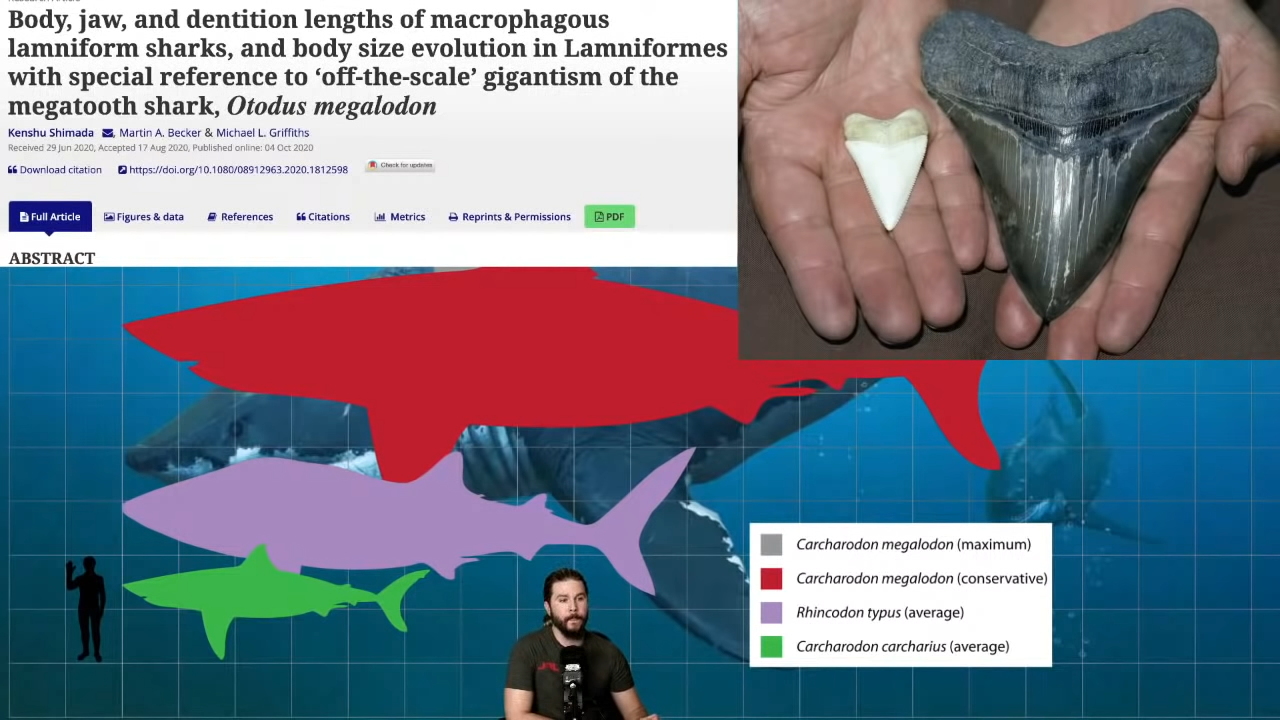 Body, jaw, and dentition lengths of macrophagous
lamniform sharks, and body size evolution in Lamniformes
with special reference to ‘off-the-scale’ gigantism of the
megatooth shark, Otodus megalodon
Kenshu Shimada, Martin A. Becker & Michael L. Griffiths
Received 29 Jun 2020, Accepted 17 Aug 2020, Published online: 04 Oct 2020
Download citation https://doi.org/10.1080/08912963.2020.1812598 Check for updates
Full Article Figures & data References Citations Metrics Reprints & Permissions PDF
ABSTRACT
Carcharodon megalodon (maximum)
Carcharodon megalodon (conservative)
Rhincodon typus (average)
Carcharodon carcharius (average)